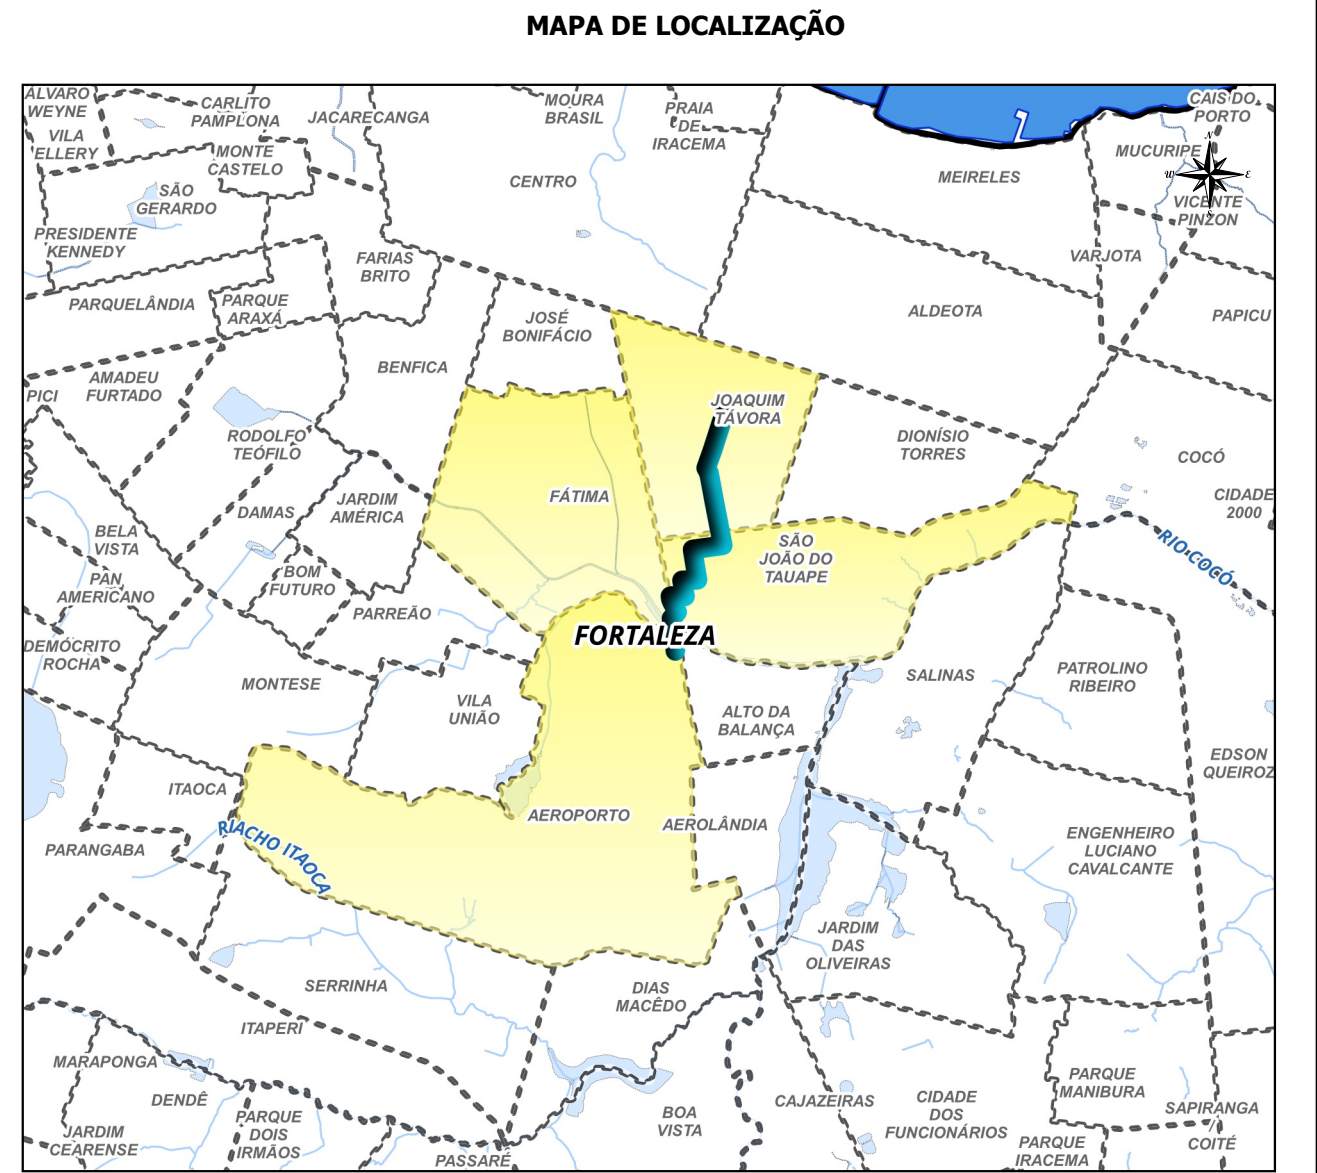 MAPA DE LOCALIZAÇÃO
ÁLVARO
WEYNE
CARLITO
PAMPLONA
JACARECANGA
MOURA
BRASIL
PRAIA
DE
IRACEMA
CAIS DO
PORTO
VILA
ELLERY
MONTE
CASTELO
MUCURIPE
N
W
E
S
SÃO
GERARDO
CENTRO
MEIRELES
VICENTE
PINZON
PRESIDENTE
KENNEDY
FARIAS
BRITO
VARJOTA
PARQUELÂNDIA
PARQUE
ARAXÁ
JOSÉ
BONIFÁCIO
ALDEOTA
PAPICU
BENFICA
AMADEU
FURTADO
PICI
JOAQUIM
TÁVORA
RODOLFO
TEÓFILO
DIONÍSIO
TORRES
COCÓ
FÁTIMA
CIDADE
2000
JARDIM
AMÉRICA
DAMAS
BELA
VISTA
SÃO
JOÃO DO
TAUAPE
RIO COCÓ
PAN
AMERICANO
BOM
FUTURO
PARREÃO
FORTALEZA
DEMÓCRITO
ROCHA
MONTESE
SALINAS
PATROLINO
RIBEIRO
VILA
UNIÃO
ALTO DA
BALANÇA
EDSON
QUEIROZ
ITAOCA
AEROPORTO
AEROLÂNDIA
RIACHO ITAOCA
PARANGABA
ENGENHEIRO
LUCIANO
CAVALCANTE
JARDIM
DAS
OLIVEIRAS
SERRINHA
DIAS
MACÊDO
ITAPERI
MARAPONGA
PARQUE
MANIBURA
DENDÊ
CAJAZEIRAS
CIDADE
DOS
FUNCIONÁRIOS
SAPIRANGA
/
COITÉ
PARQUE
DOIS
IRMÃOS
BOA
VISTA
JARDIM
CEARENSE
PASSARÉ
PARQUE
IRACEMA